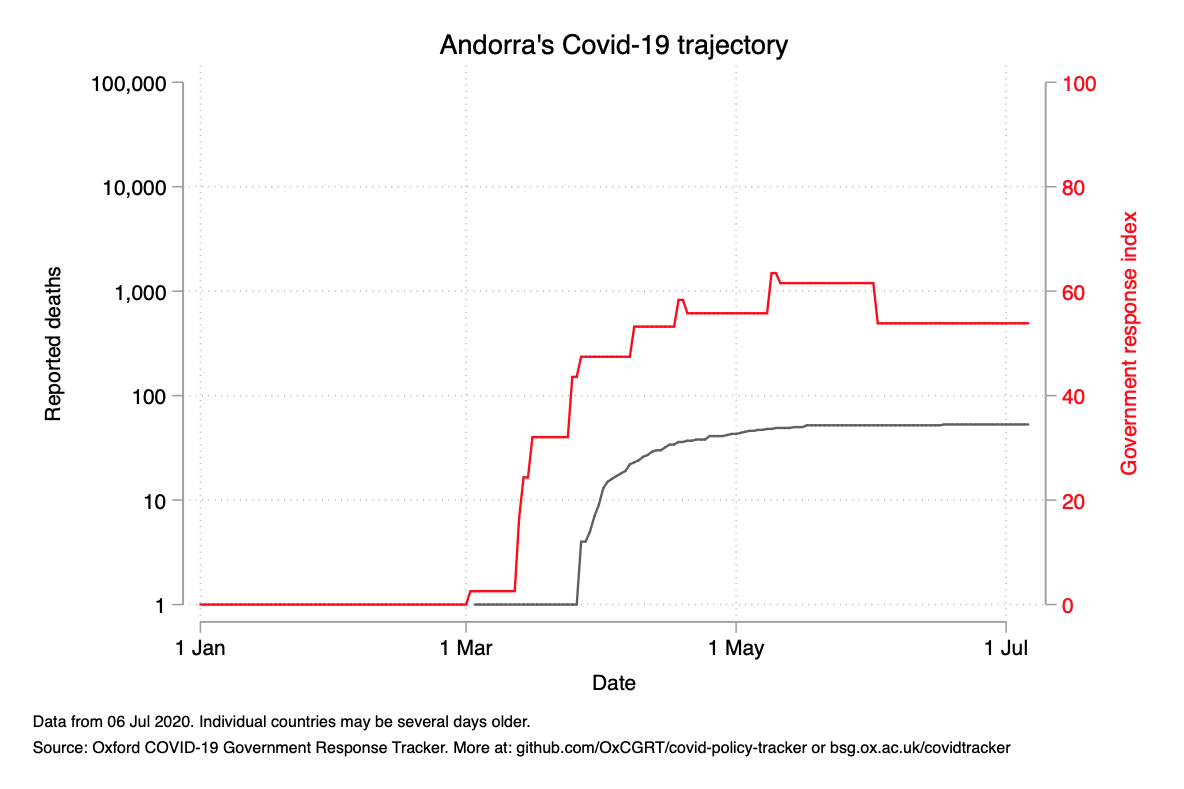 Andorra's Covid-19 trajectory
100,000
10,000
1,000
100
10
1
Reported deaths
100
80
60
40
20
0
Government response index
1 Jan
1 Mar
1 May
1 Jul
Date
Data from 06 Jul 2020. Individual countries may be several days older.
Source: Oxford COVID-19 Government Response Tracker. More at: github.com/OxCGRT/covid-policy-tracker or bsg.ox.ac.uk/covidtracker